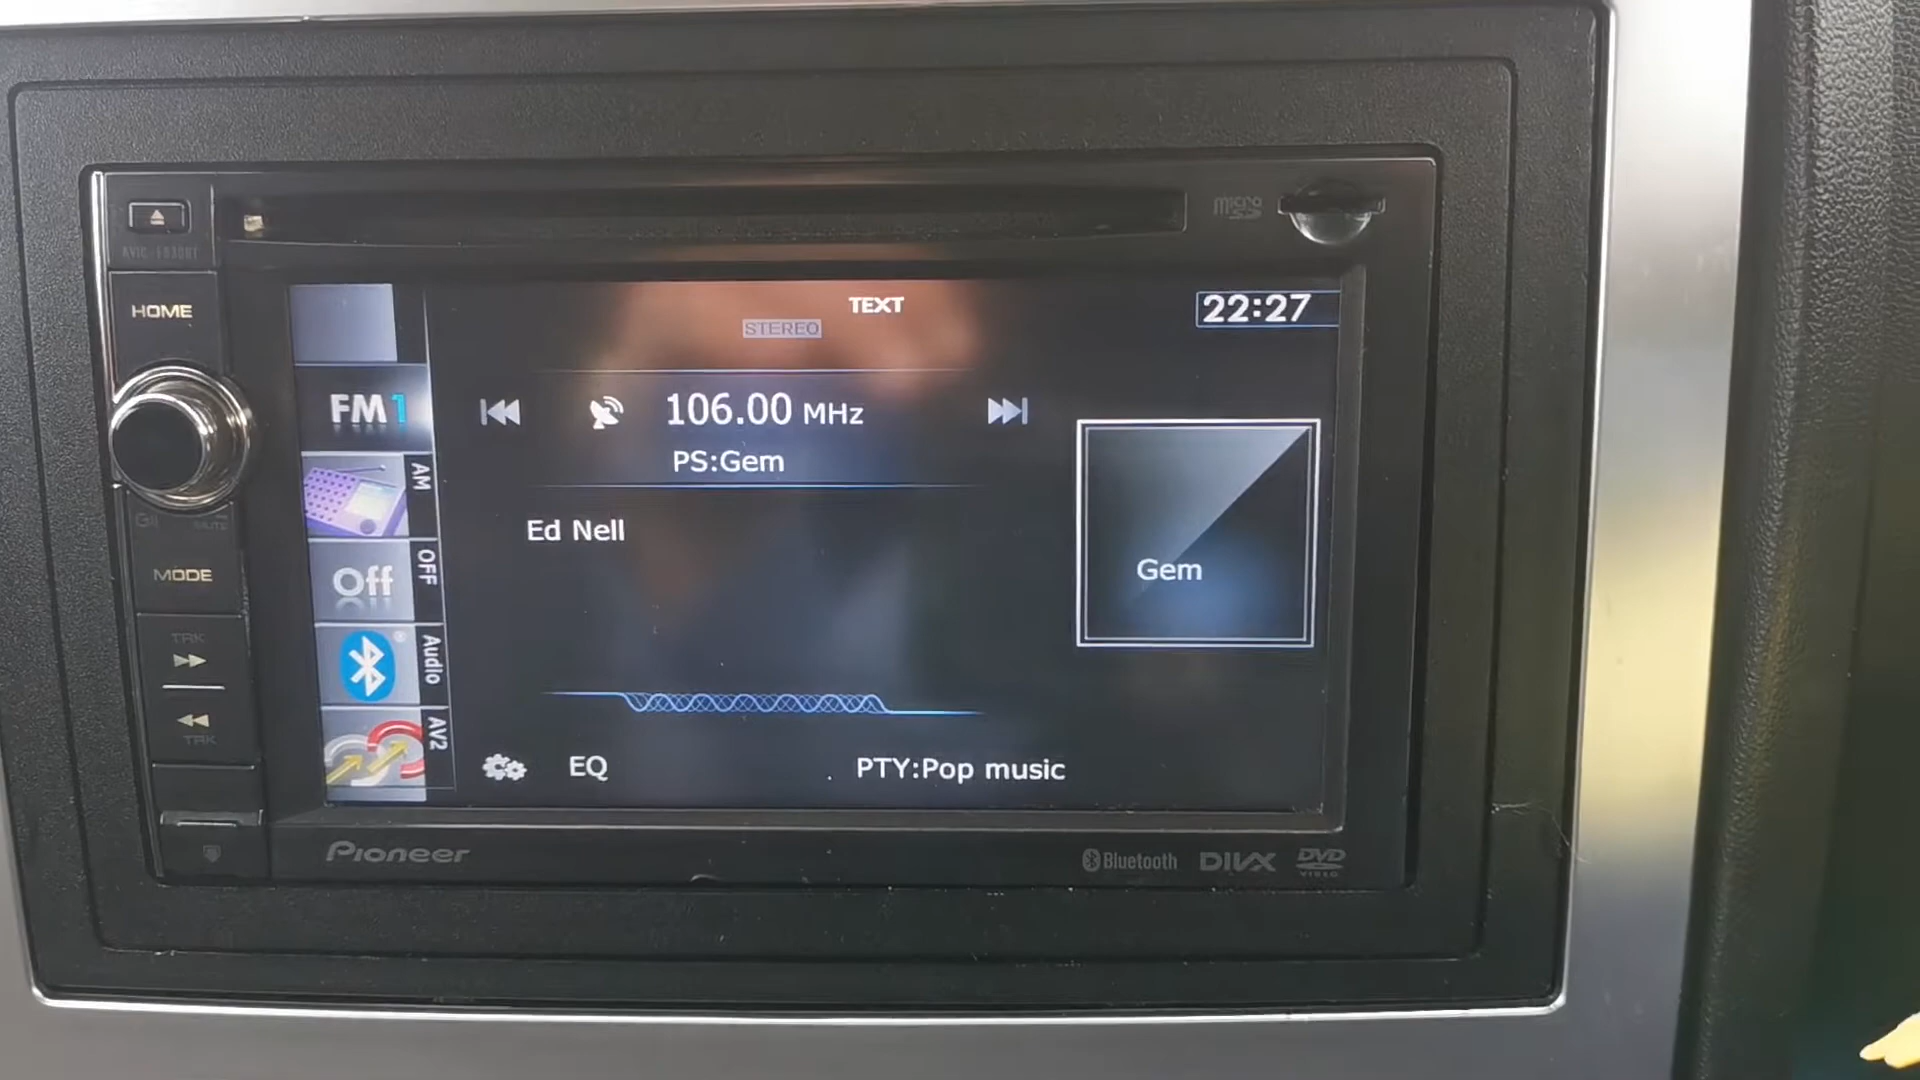 micro SD
HOME
TEXT
22:27
STEREO
FM1
106.00 MHz
PS:Gem
AM
Ed Nell
MUTE
MODE
OFF
Off
Gem
TRK
Audio
TRK
AV2
EQ
PTY:Pop music
Pioneer
Bluetooth
DIVX
DVD
VIDEO